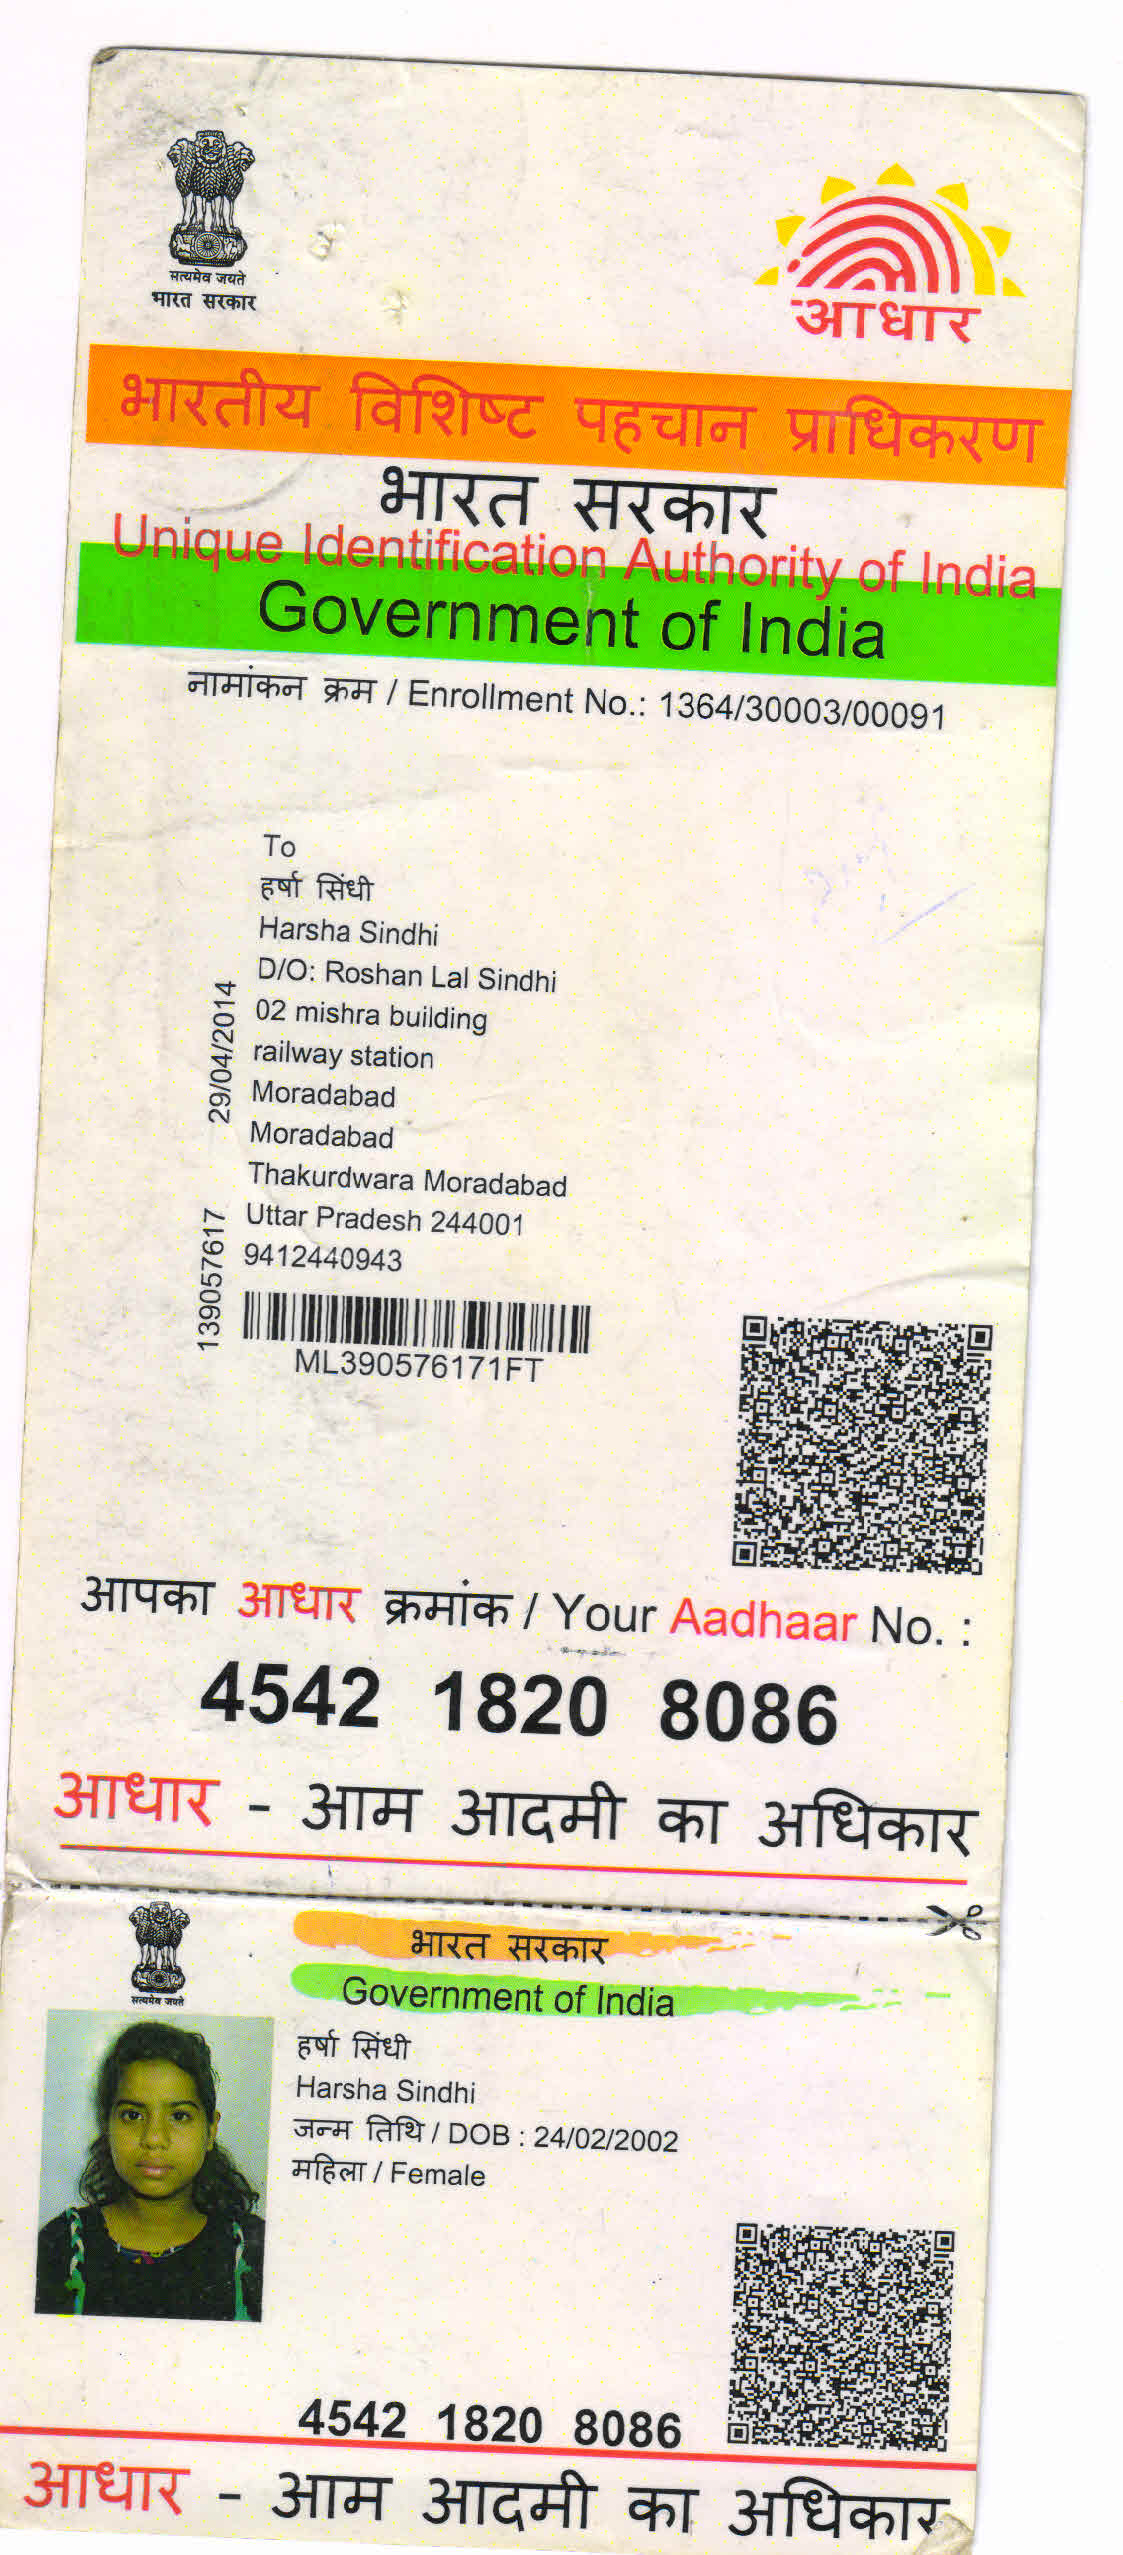 सत्यमेव जयते
भारत सरकार
आधार
भारतीय विशिष्ट पहचान प्राधिकरण
भारत सरकार
Unique Identification Authority of India
Government of India
नामांकन क्रम / Enrollment No.: 1364/30003/00091
To
हर्षा सिंधी
Harsha Sindhi
D/O: Roshan Lal Sindhi
02 mishra building
railway station
Moradabad
Moradabad
Thakurdwara Moradabad
Uttar Pradesh 244001
9412440943
29/04/2014
139057617
ML390576171FT
आपका आधार क्रमांक / Your Aadhaar No. :
4542 1820 8086
आधार - आम आदमी का अधिकार
सत्यमेव जयते
भारत सरकार
Government of India
हर्षा सिंधी
Harsha Sindhi
जन्म तिथि / DOB : 24/02/2002
महिला / Female
4542 1820 8086
आधार - आम आदमी का अधिकार